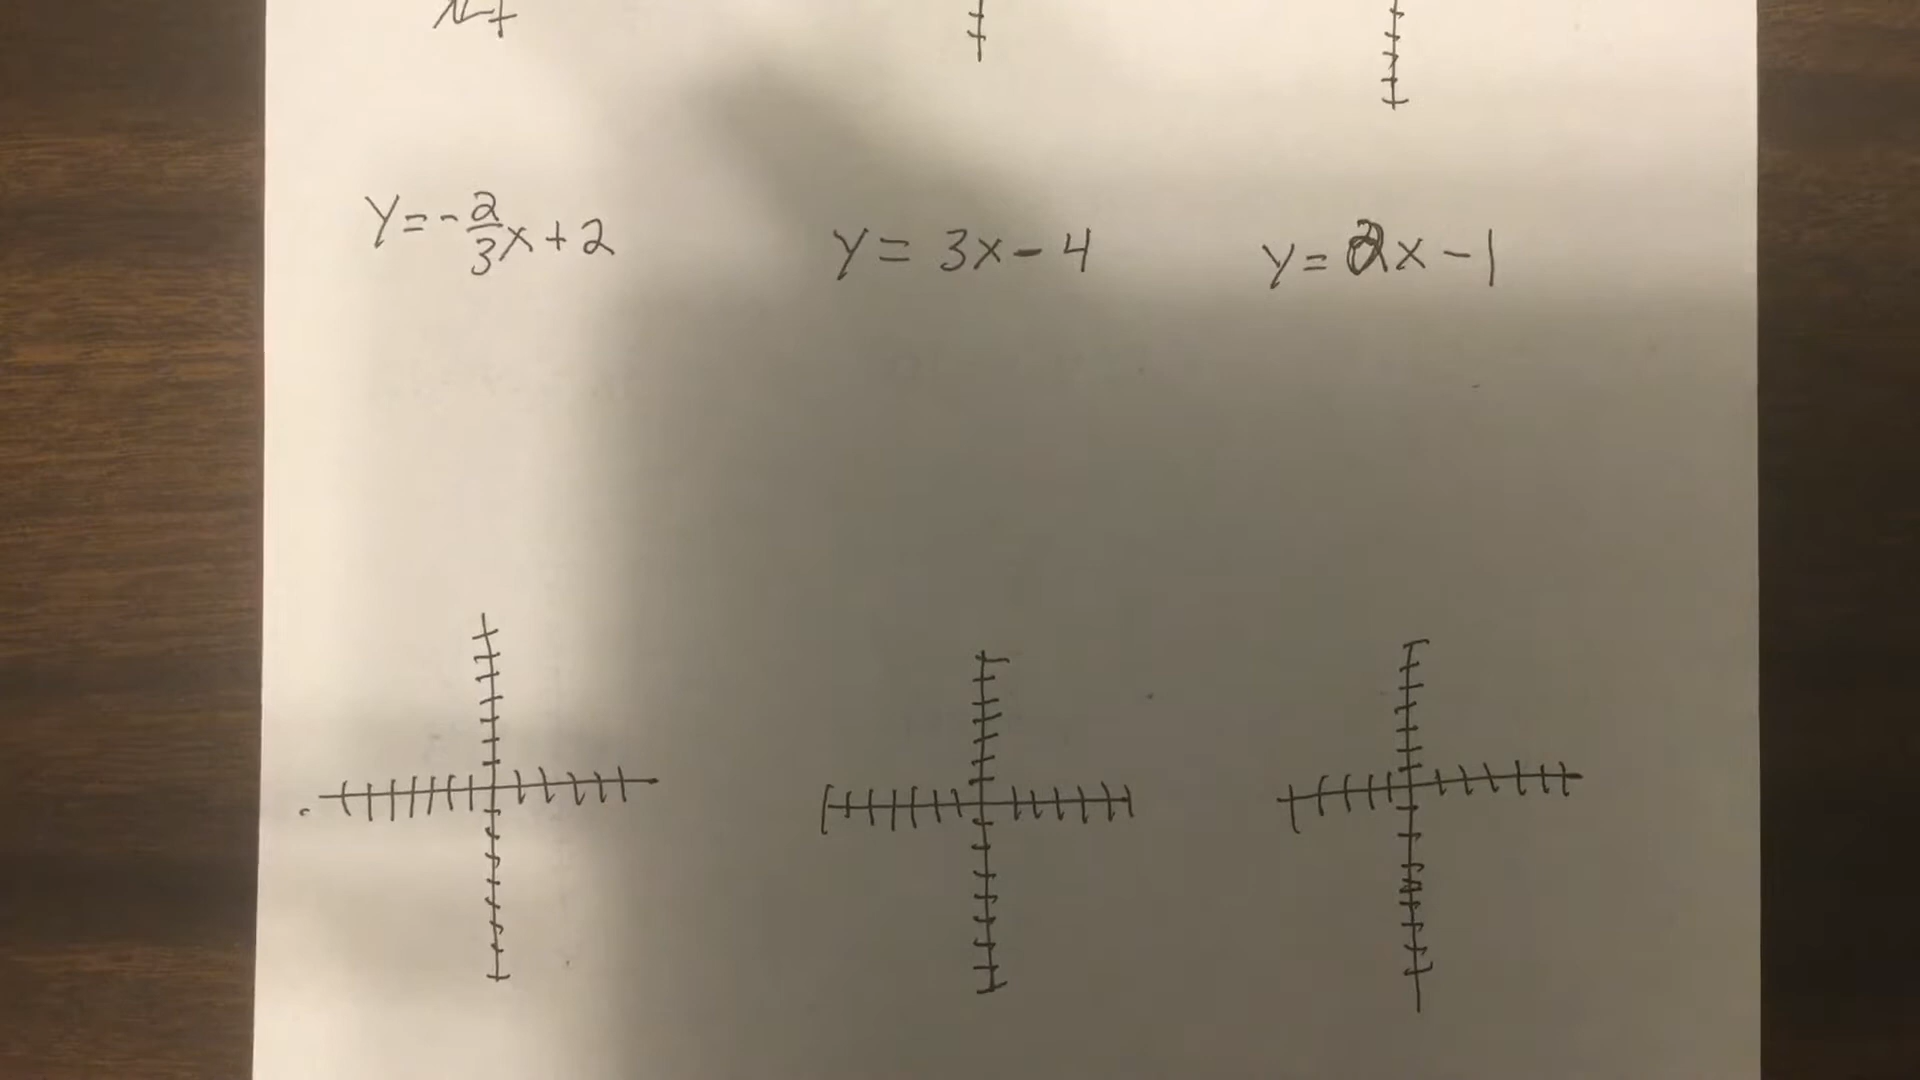 y = -2/3x + 2
y = 3x - 4
y = 2x - 1